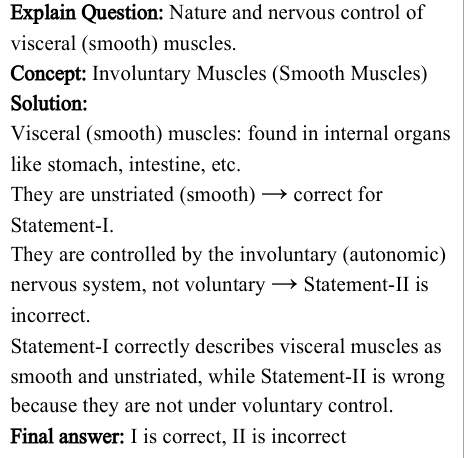 Explain Question: Nature and nervous control of
visceral (smooth) muscles.
Concept: Involuntary Muscles (Smooth Muscles)
Solution:
Visceral (smooth) muscles: found in internal organs
like stomach, intestine, etc.
They are unstriated (smooth) ⟶ correct for
Statement-I.
They are controlled by the involuntary (autonomic)
nervous system, not voluntary ⟶ Statement-II is
incorrect.
Statement-I correctly describes visceral muscles as
smooth and unstriated, while Statement-II is wrong
because they are not under voluntary control.
Final answer: I is correct, II is incorrect